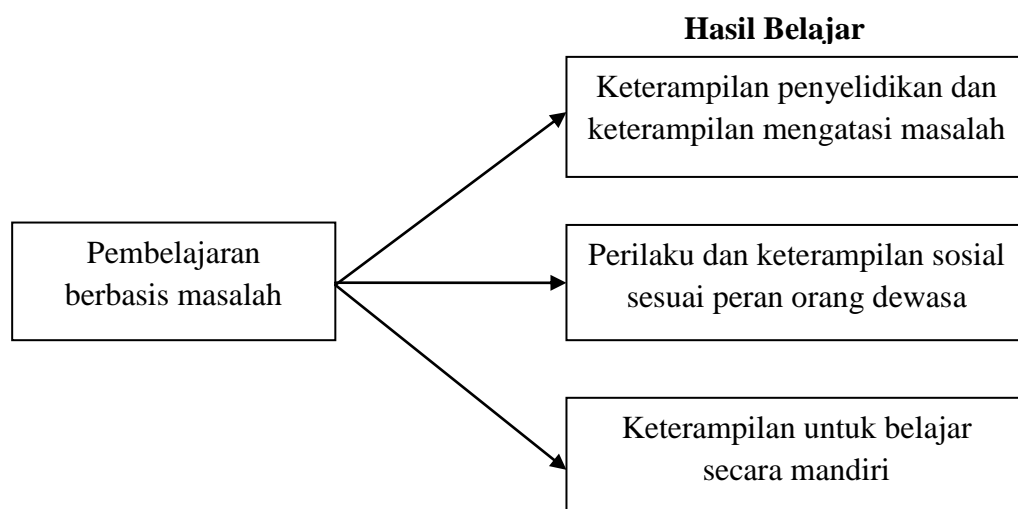 Hasil Belajar
Keterampilan penyelidikan dan
keterampilan mengatasi masalah
Pembelajaran
berbasis masalah
Perilaku dan keterampilan sosial
sesuai peran orang dewasa
Keterampilan untuk belajar
secara mandiri